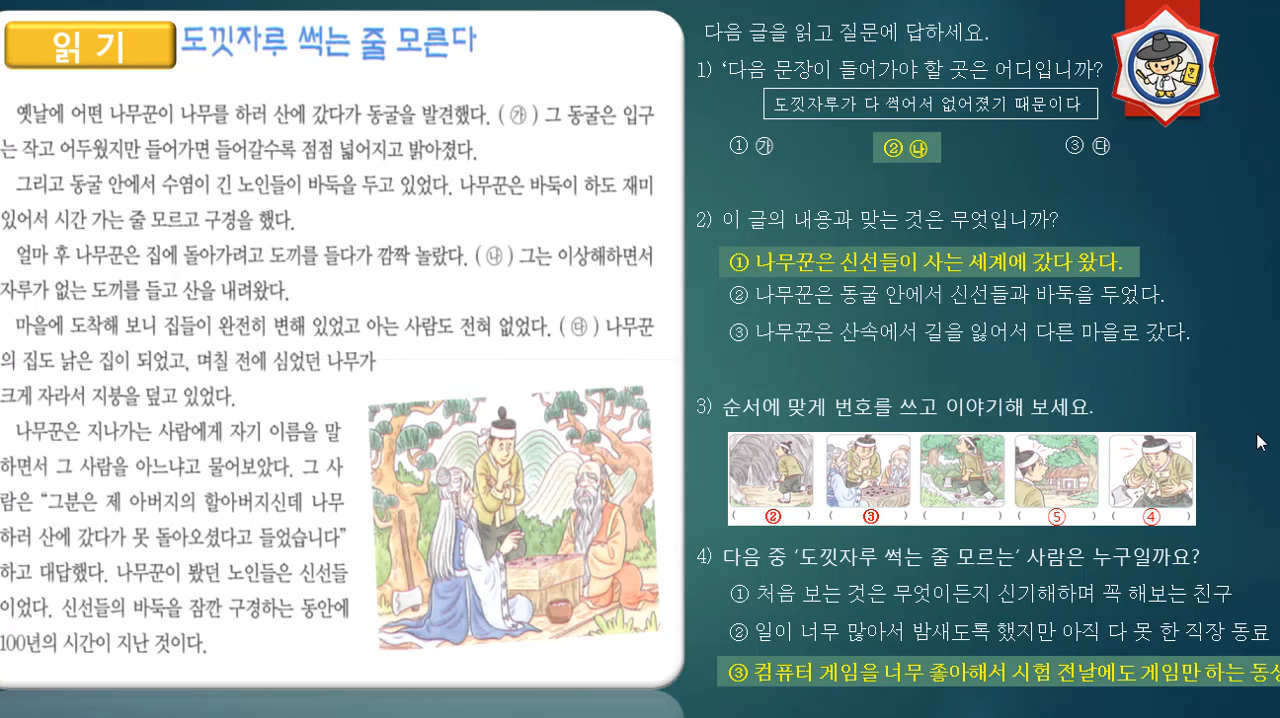 읽 기
도낏자루 썩는 줄 모른다
옛날에 어떤 나무꾼이 나무를 하러 산에 갔다가 동굴을 발견했다. ( ㉮ ) 그 동굴은 입구
는 작고 어두웠지만 들어가면 들어갈수록 점점 넓어지고 밝아졌다.
그리고 동굴 안에서 수염이 긴 노인들이 바둑을 두고 있었다. 나무꾼은 바둑이 하도 재미
있어서 시간 가는 줄 모르고 구경을 했다.
얼마 후 나무꾼은 집에 돌아가려고 도끼를 들다가 깜짝 놀랐다. ( ㉯ ) 그는 이상해하면서
자루가 없는 도끼를 들고 산을 내려왔다.
마을에 도착해 보니 집들이 완전히 변해 있었고 아는 사람도 전혀 없었다. ( ㉰ ) 나무꾼
의 집도 낡은 집이 되었고, 며칠 전에 심었던 나무가
크게 자라서 지붕을 덮고 있었다.
나무꾼은 지나가는 사람에게 자기 이름을 말
하면서 그 사람을 아느냐고 물어보았다. 그 사
람은 “그분은 제 아버지의 할아버지신데 나무
하러 산에 갔다가 못 돌아오셨다고 들었습니다”
하고 대답했다. 나무꾼이 봤던 노인들은 신선들
이었다. 신선들의 바둑을 잠깐 구경하는 동안에
100년의 시간이 지난 것이다.
다음 글을 읽고 질문에 답하세요.
1) ‘다음 문장이 들어가야 할 곳은 어디입니까?
도낏자루가 다 썩어서 없어졌기 때문이다
① ㉮ ② ㉯ ③ ㉰
2) 이 글의 내용과 맞는 것은 무엇입니까?
① 나무꾼은 신선들이 사는 세계에 갔다 왔다.
② 나무꾼은 동굴 안에서 신선들과 바둑을 두었다.
③ 나무꾼은 산속에서 길을 잃어서 다른 마을로 갔다.
3) 순서에 맞게 번호를 쓰고 이야기해 보세요.
( ② ) ( ③ ) ( 1 ) ( ⑤ ) ( ④ )
4) 다음 중 ‘도낏자루 썩는 줄 모르는’ 사람은 누구일까요?
① 처음 보는 것은 무엇이든지 신기해하며 꼭 해보는 친구
② 일이 너무 많아서 밤새도록 했지만 아직 다 못 한 직장 동료
③ 컴퓨터 게임을 너무 좋아해서 시험 전날에도 게임만 하는